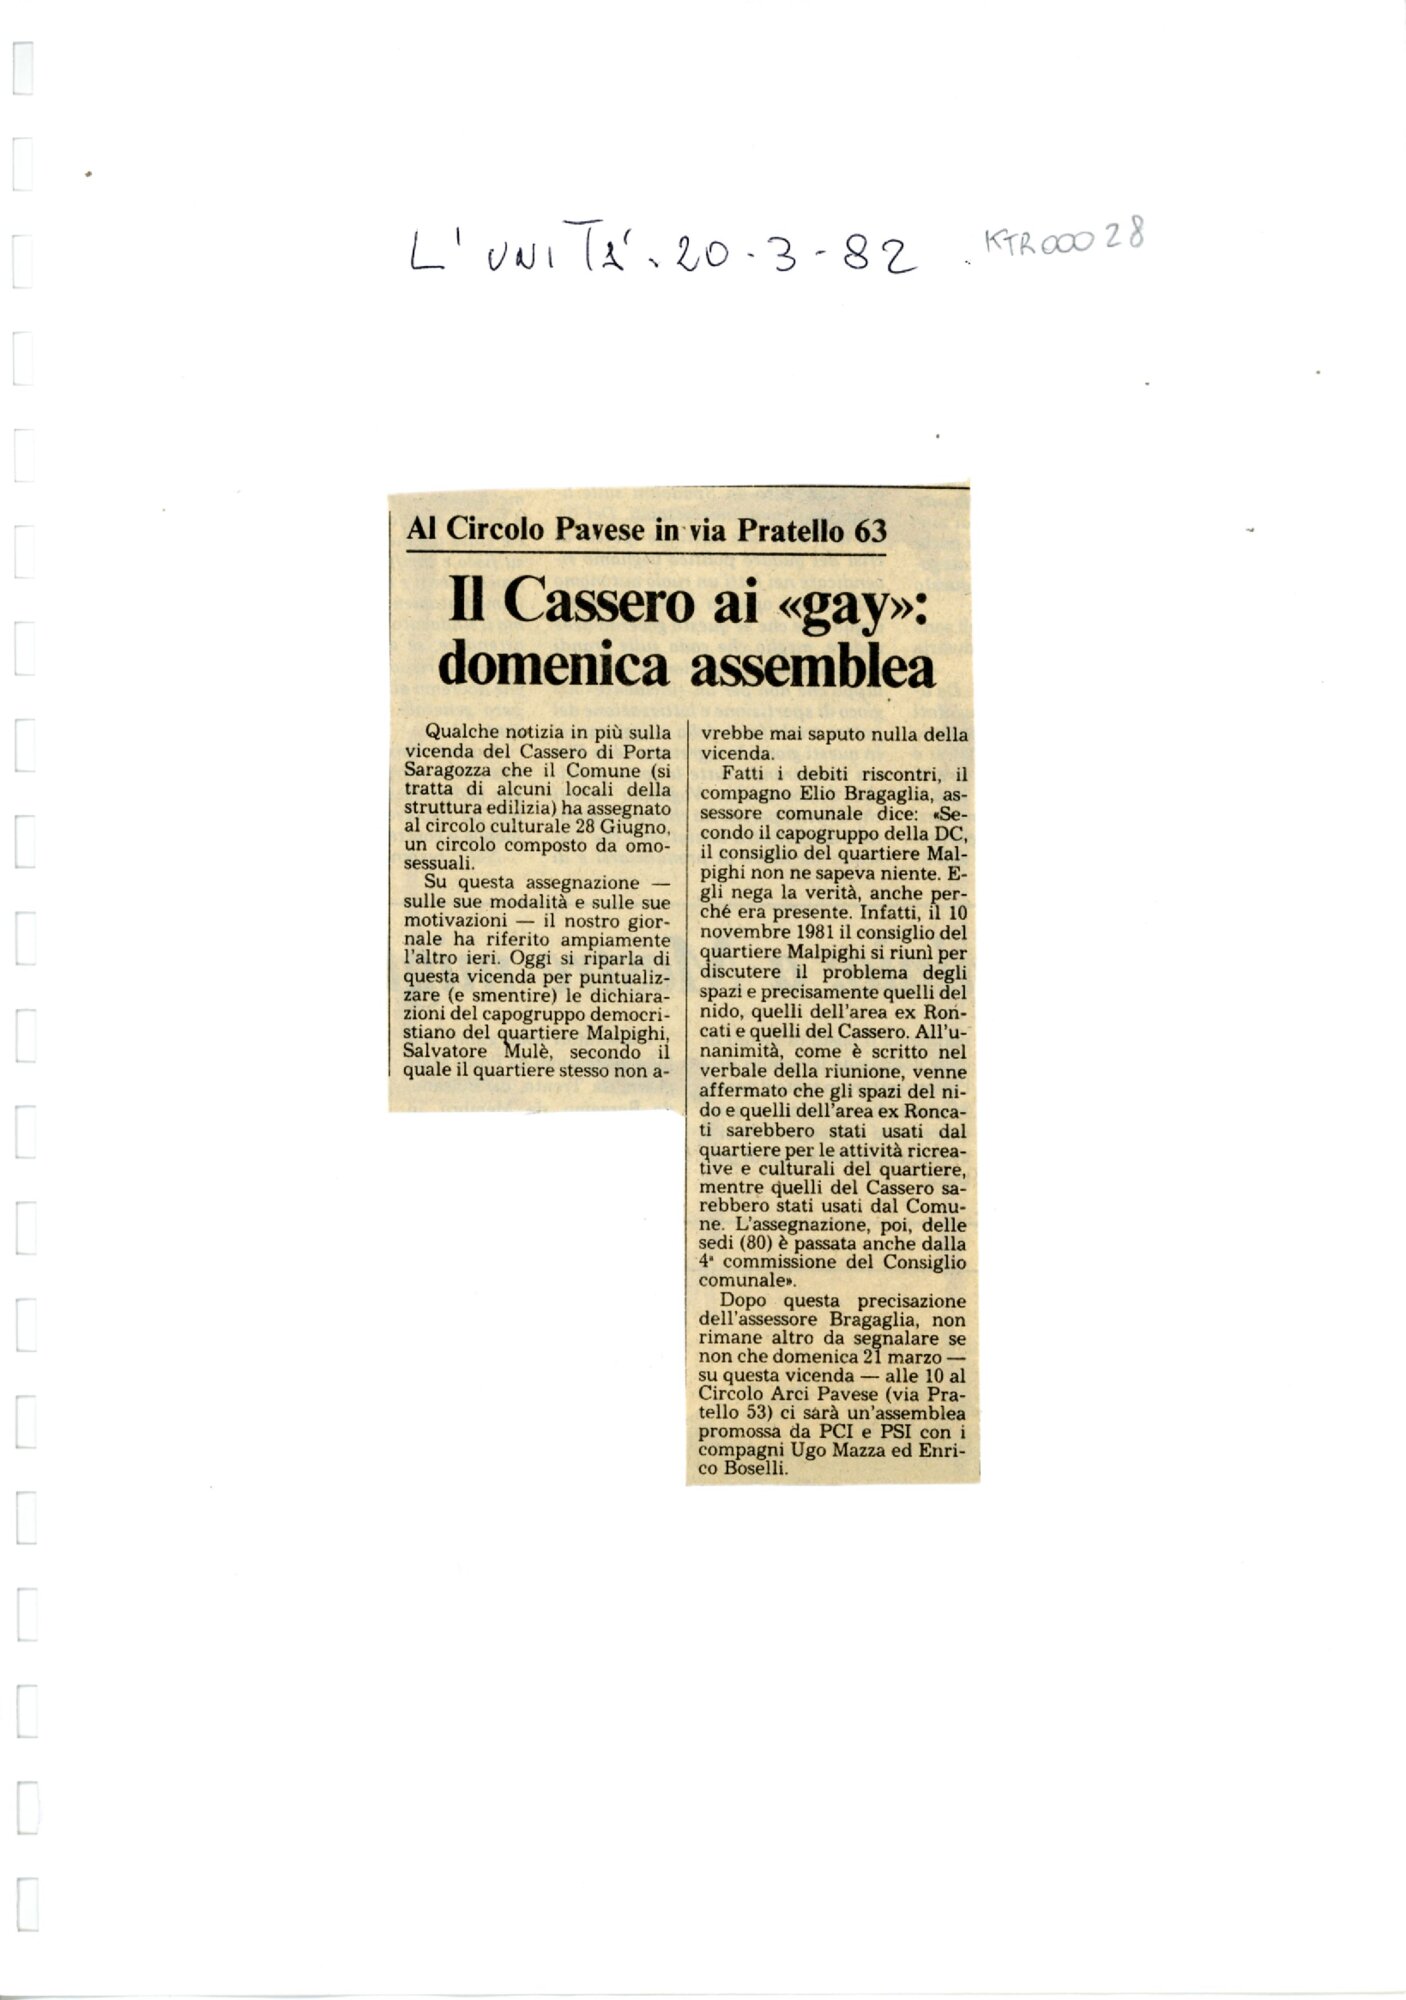 L'UNITÀ. 20-3-82
KTR00028
Al Circolo Pavese in via Pratello 63
Il Cassero ai «gay»:
domenica assemblea
Qualche notizia in più sulla
vicenda del Cassero di Porta
Saragozza che il Comune (si
tratta di alcuni locali della
struttura edilizia) ha assegnato
al circolo culturale 28 Giugno,
un circolo composto da omo-
sessuali.
Su questa assegnazione —
sulle sue modalità e sulle sue
motivazioni — il nostro gior-
nale ha riferito ampiamente
l'altro ieri. Oggi si riparla di
questa vicenda per puntualiz-
zare (e smentire) le dichiara-
zioni del capogruppo democri-
stiano del quartiere Malpighi,
Salvatore Mulè, secondo il
quale il quartiere stesso non a-
vrebbe mai saputo nulla della
vicenda.
Fatti i debiti riscontri, il
compagno Elio Bragaglia, as-
sessore comunale dice: «Se-
condo il capogruppo della DC,
il consiglio del quartiere Mal-
pighi non ne sapeva niente. E-
gli nega la verità, anche per-
ché era presente. Infatti, il 10
novembre 1981 il consiglio del
quartiere Malpighi si riunì per
discutere il problema degli
spazi e precisamente quelli del
nido, quelli dell'area ex Ron-
cati e quelli del Cassero. All'u-
nanimità, come è scritto nel
verbale della riunione, venne
affermato che gli spazi del ni-
do e quelli dell'area ex Ronca-
ti sarebbero stati usati dal
quartiere per le attività ricrea-
tive e culturali del quartiere,
mentre quelli del Cassero sa-
rebbero stati usati dal Comu-
ne. L'assegnazione, poi, delle
sedi (80) è passata anche dalla
4ª commissione del Consiglio
comunale».
Dopo questa precisazione
dell'assessore Bragaglia, non
rimane altro da segnalare se
non che domenica 21 marzo —
su questa vicenda — alle 10 al
Circolo Arci Pavese (via Pra-
tello 53) ci sarà un'assemblea
promossa da PCI e PSI con i
compagni Ugo Mazza ed Enri-
co Boselli.